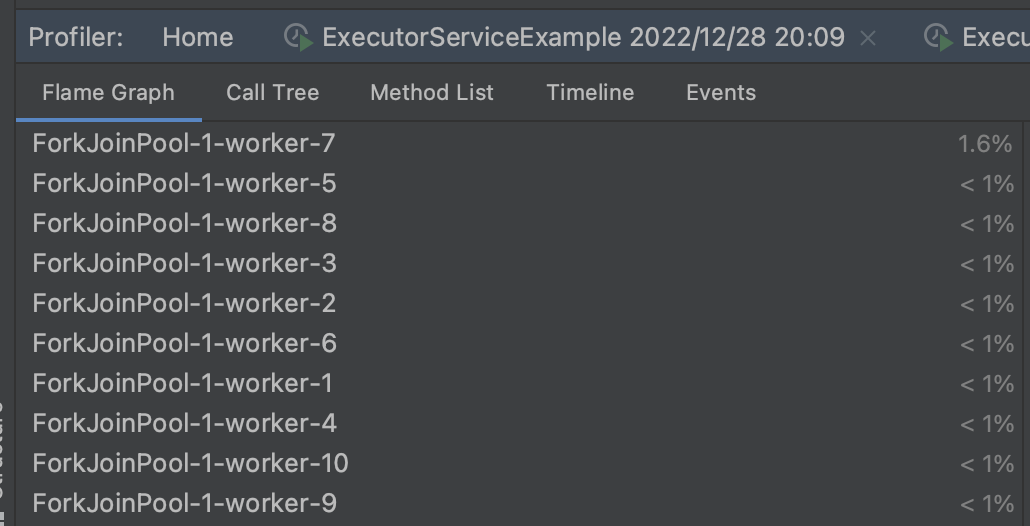 Profiler: Home ExecutorServiceExample 2022/12/28 20:09 × Execu
Flame Graph Call Tree Method List Timeline Events
ForkJoinPool-1-worker-7 1.6%
ForkJoinPool-1-worker-5 < 1%
ForkJoinPool-1-worker-8 < 1%
ForkJoinPool-1-worker-3 < 1%
ForkJoinPool-1-worker-2 < 1%
ForkJoinPool-1-worker-6 < 1%
ForkJoinPool-1-worker-1 < 1%
ForkJoinPool-1-worker-4 < 1%
ForkJoinPool-1-worker-10 < 1%
ForkJoinPool-1-worker-9 < 1%